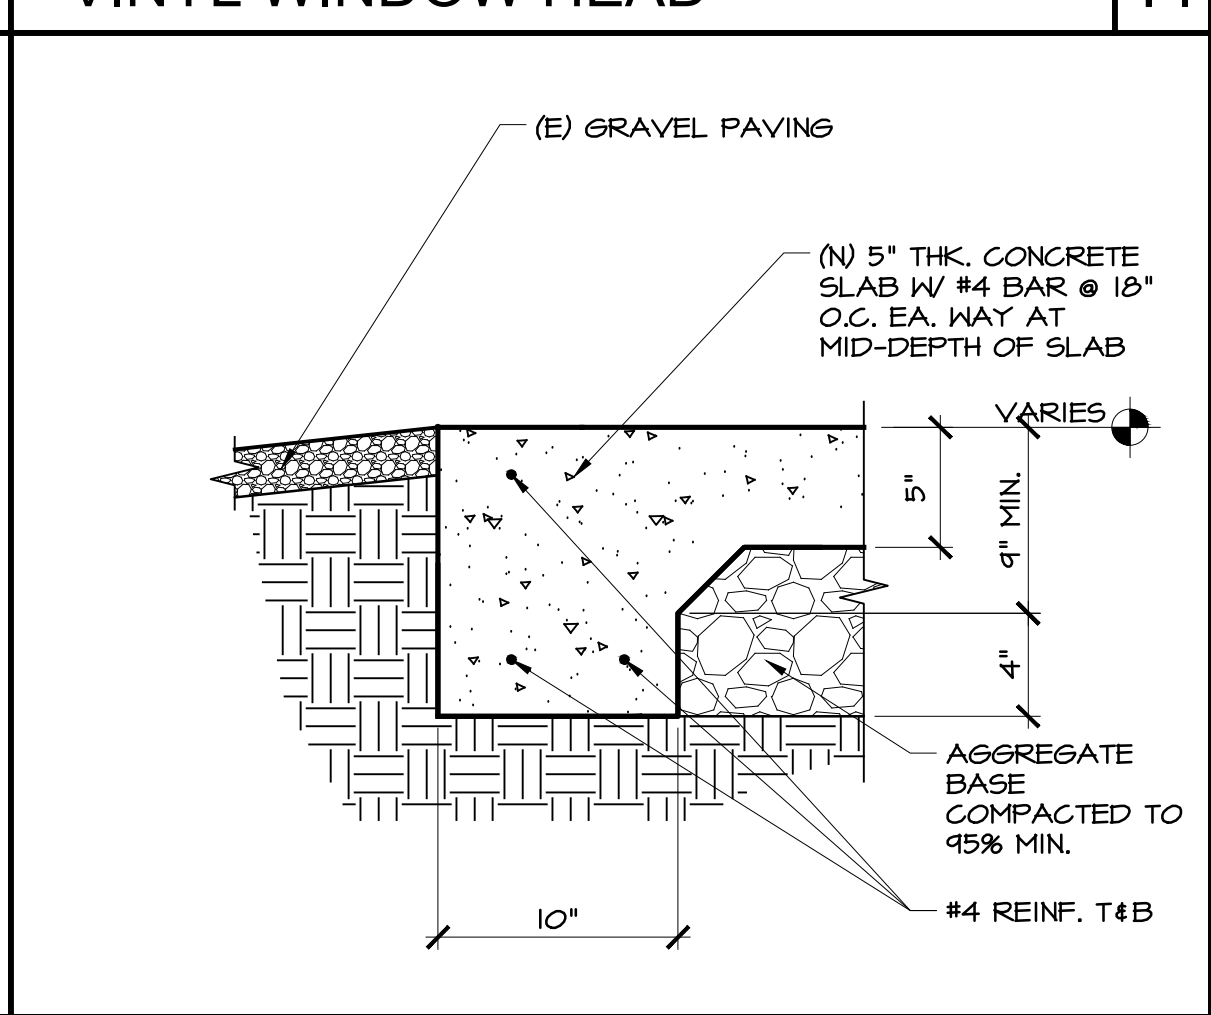 VINYL WINDOW HEAD
11
(E) GRAVEL PAVING
(N) 5" THK. CONCRETE
SLAB W/ #4 BAR @ 18"
O.C. EA. WAY AT
MID-DEPTH OF SLAB
VARIES
5"
9" MIN.
4"
AGGREGATE
BASE
COMPACTED TO
95% MIN.
#4 REINF. T&B
10"